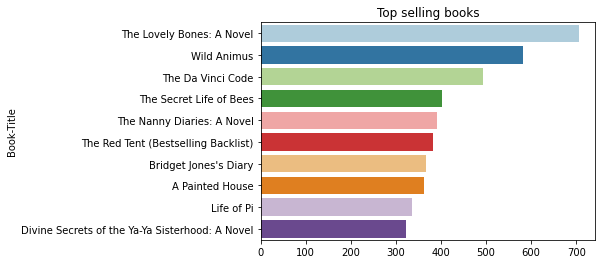 Top selling books
Book-Title
The Lovely Bones: A Novel
Wild Animus
The Da Vinci Code
The Secret Life of Bees
The Nanny Diaries: A Novel
The Red Tent (Bestselling Backlist)
Bridget Jones's Diary
A Painted House
Life of Pi
Divine Secrets of the Ya-Ya Sisterhood: A Novel
0 100 200 300 400 500 600 700